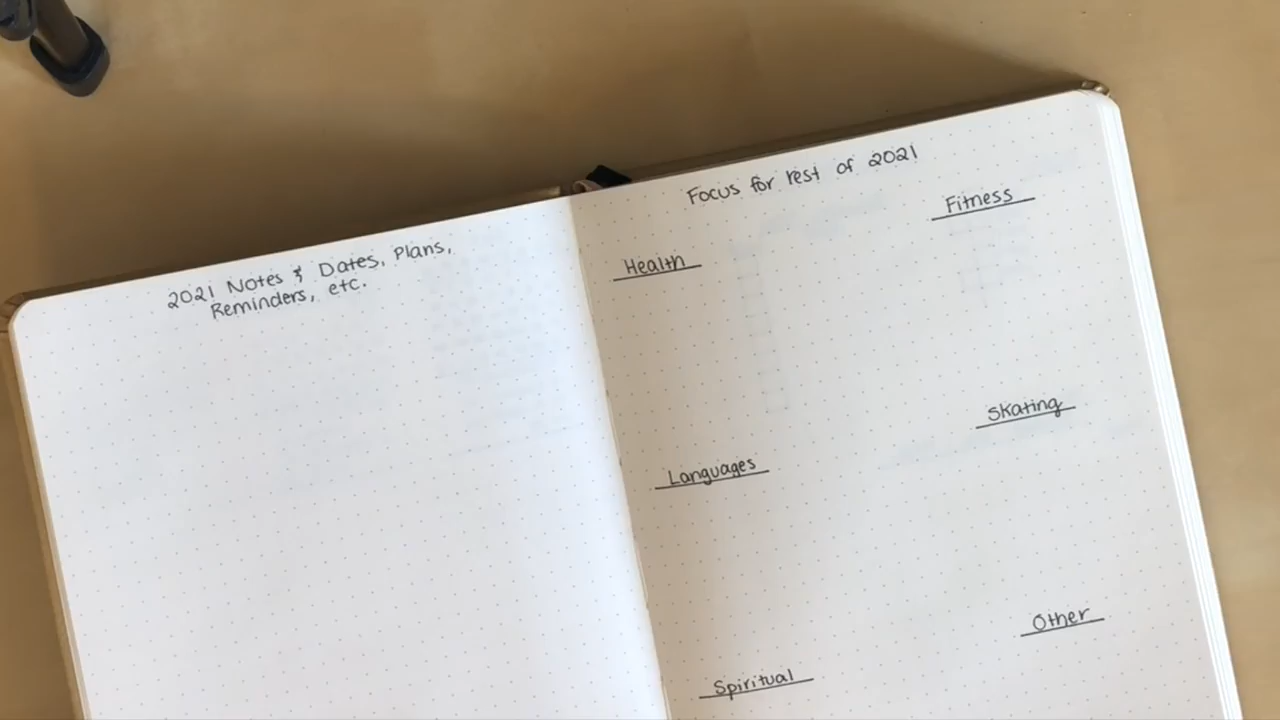 2021 Notes & Dates, Plans,
Reminders, etc.
Focus for rest of 2021
Fitness
Health
Skating
Languages
Other
Spiritual